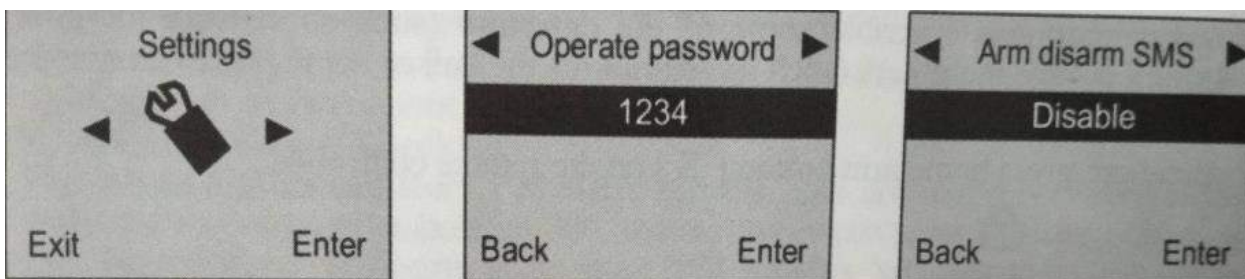 Settings
Exit Enter
◀ Operate password ▶
1234
Back Enter
◀ Arm disarm SMS ▶
Disable
Back Enter